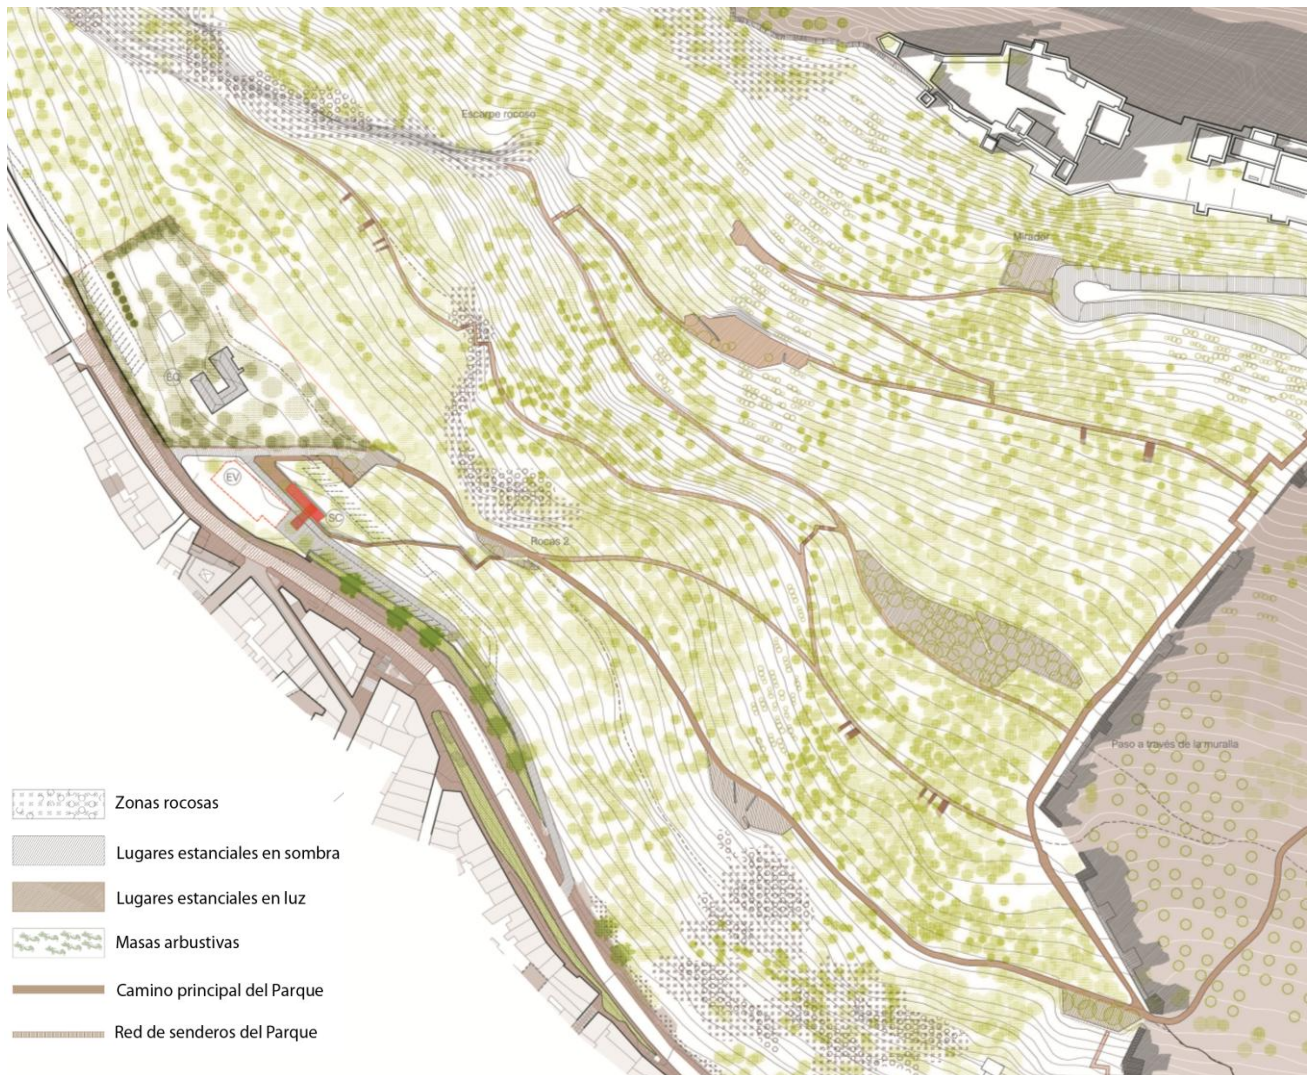 Escarpe rocoso
Mirador
EQ
EV
SC
Rocas 2
Paso a través de la muralla
Zonas rocosas
Lugares estanciales en sombra
Lugares estanciales en luz
Masas arbustivas
Camino principal del Parque
Red de senderos del Parque